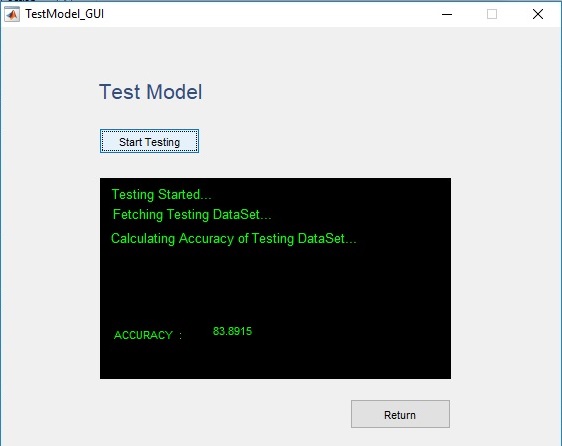 TestModel_GUI
Test Model
Start Testing
Testing Started...
Fetching Testing DataSet...
Calculating Accuracy of Testing DataSet...
ACCURACY : 83.8915
Return